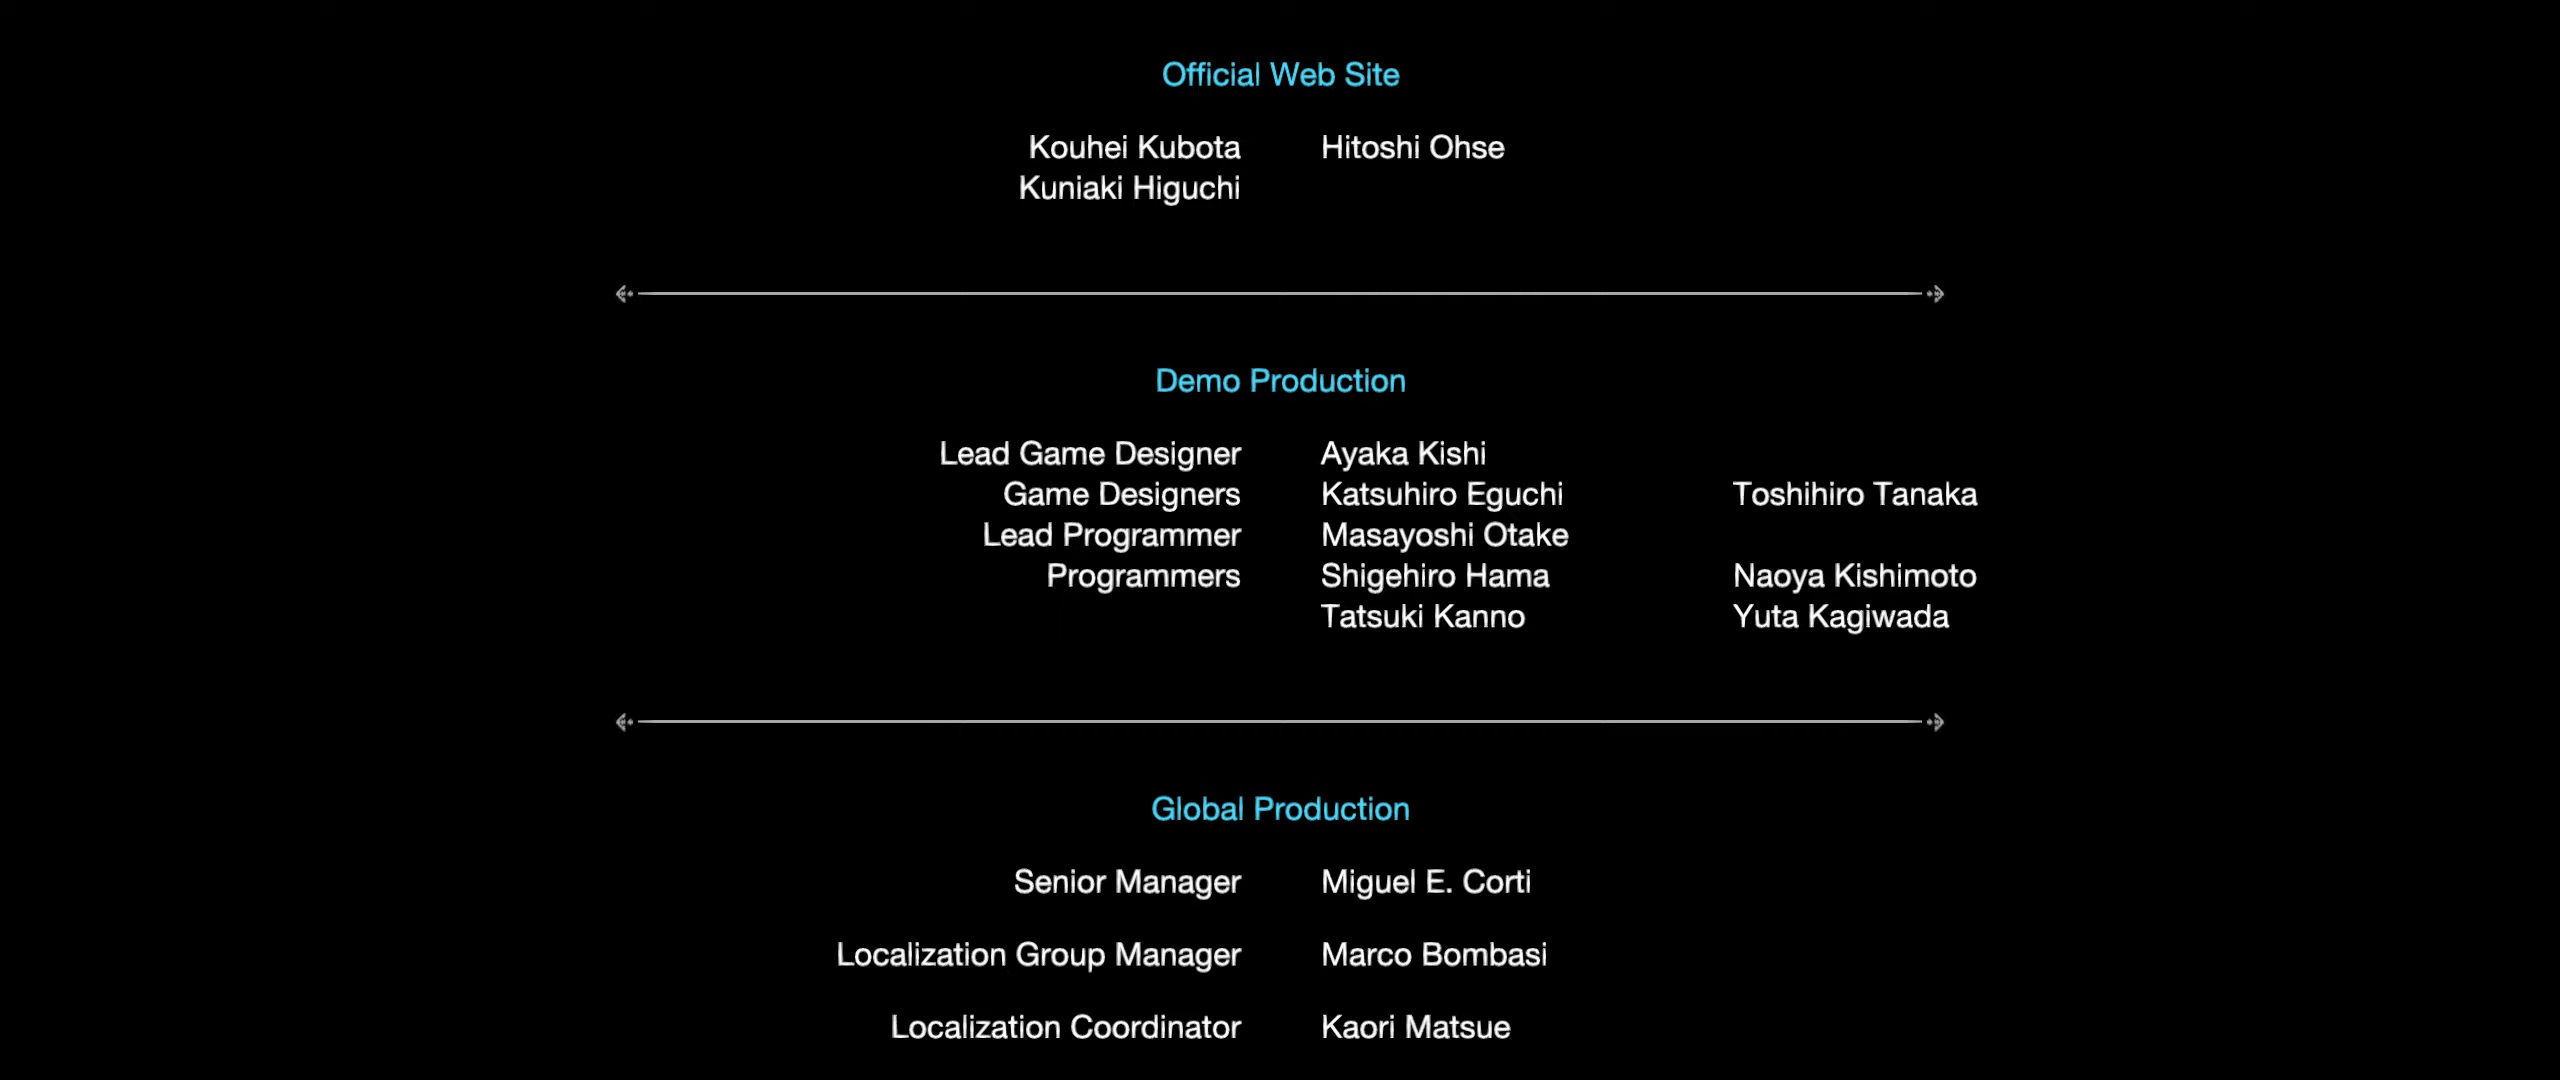 Official Web Site
Kouhei Kubota Hitoshi Ohse
Kuniaki Higuchi
Demo Production
Lead Game Designer Ayaka Kishi
Game Designers Katsuhiro Eguchi Toshihiro Tanaka
Lead Programmer Masayoshi Otake
Programmers Shigehiro Hama Naoya Kishimoto
Tatsuki Kanno Yuta Kagiwada
Global Production
Senior Manager Miguel E. Corti
Localization Group Manager Marco Bombasi
Localization Coordinator Kaori Matsue